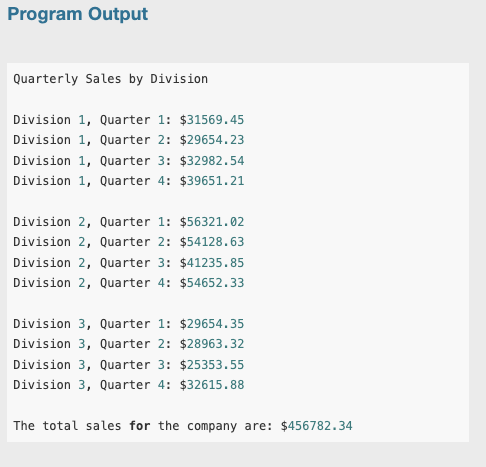 Program Output
Quarterly Sales by Division
Division 1, Quarter 1: $31569.45
Division 1, Quarter 2: $29654.23
Division 1, Quarter 3: $32982.54
Division 1, Quarter 4: $39651.21
Division 2, Quarter 1: $56321.02
Division 2, Quarter 2: $54128.63
Division 2, Quarter 3: $41235.85
Division 2, Quarter 4: $54652.33
Division 3, Quarter 1: $29654.35
Division 3, Quarter 2: $28963.32
Division 3, Quarter 3: $25353.55
Division 3, Quarter 4: $32615.88
The total sales for the company are: $456782.34